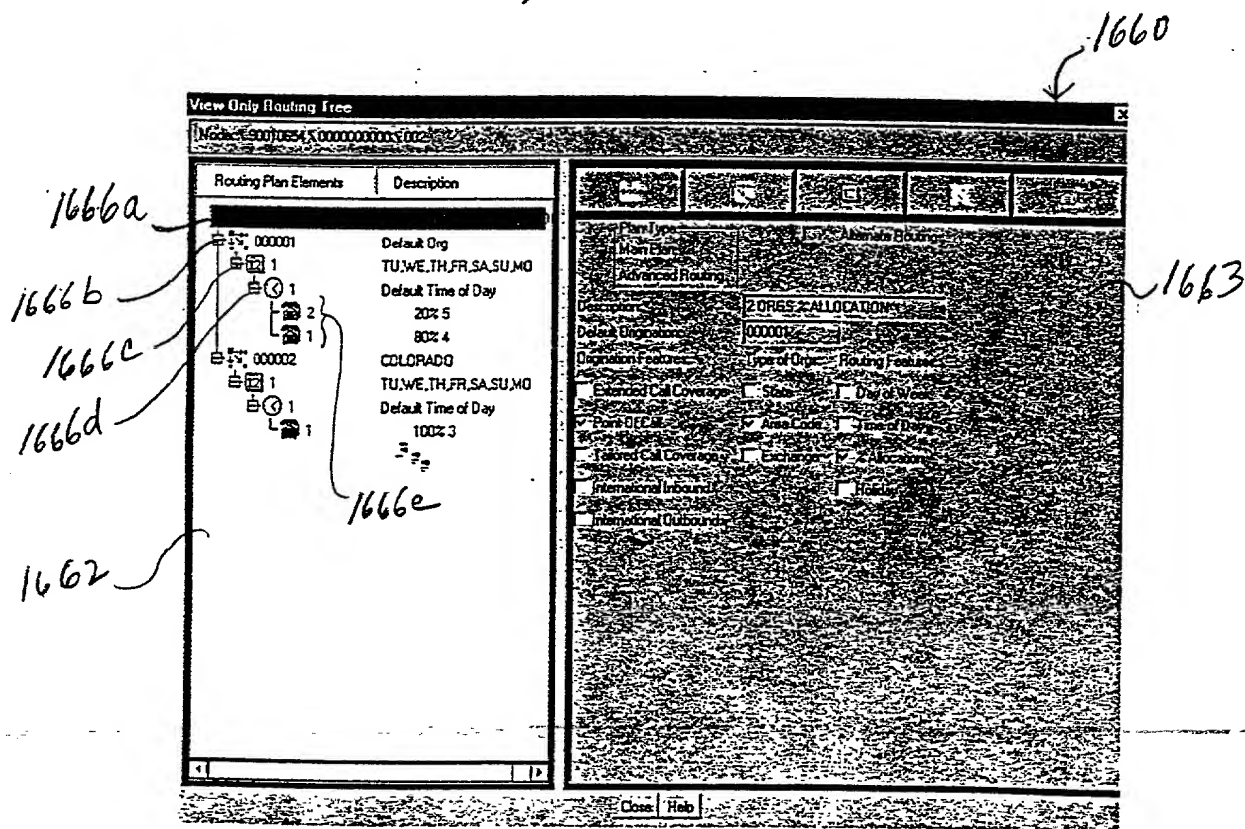 1660
View Only Routing Tree
Routing Plan Elements Description
1666a
000001 Default Org
1 TU,WE,TH,FR,SA,SU,MO
1 Default Time of Day
2 20% 5
1 80% 4
000002 COLORADO
1 TU,WE,TH,FR,SA,SU,MO
1 Default Time of Day
1 100% 3
1666b
1666c
1666d
1666e
1662
Plan Type
Main Plan
Advanced Routing
Alternate Routing
1663
Description 2 ORGS % ALLOCATION
Default Origination 000001
Origination Features Type of Orgs Routing Features
Extended Call Coverage State Day of Week
Point Of Call Area Code Time of Day
Tailored Call Coverage Exchange % Allocation
International Inbound Holiday
International Outbound
Close Help